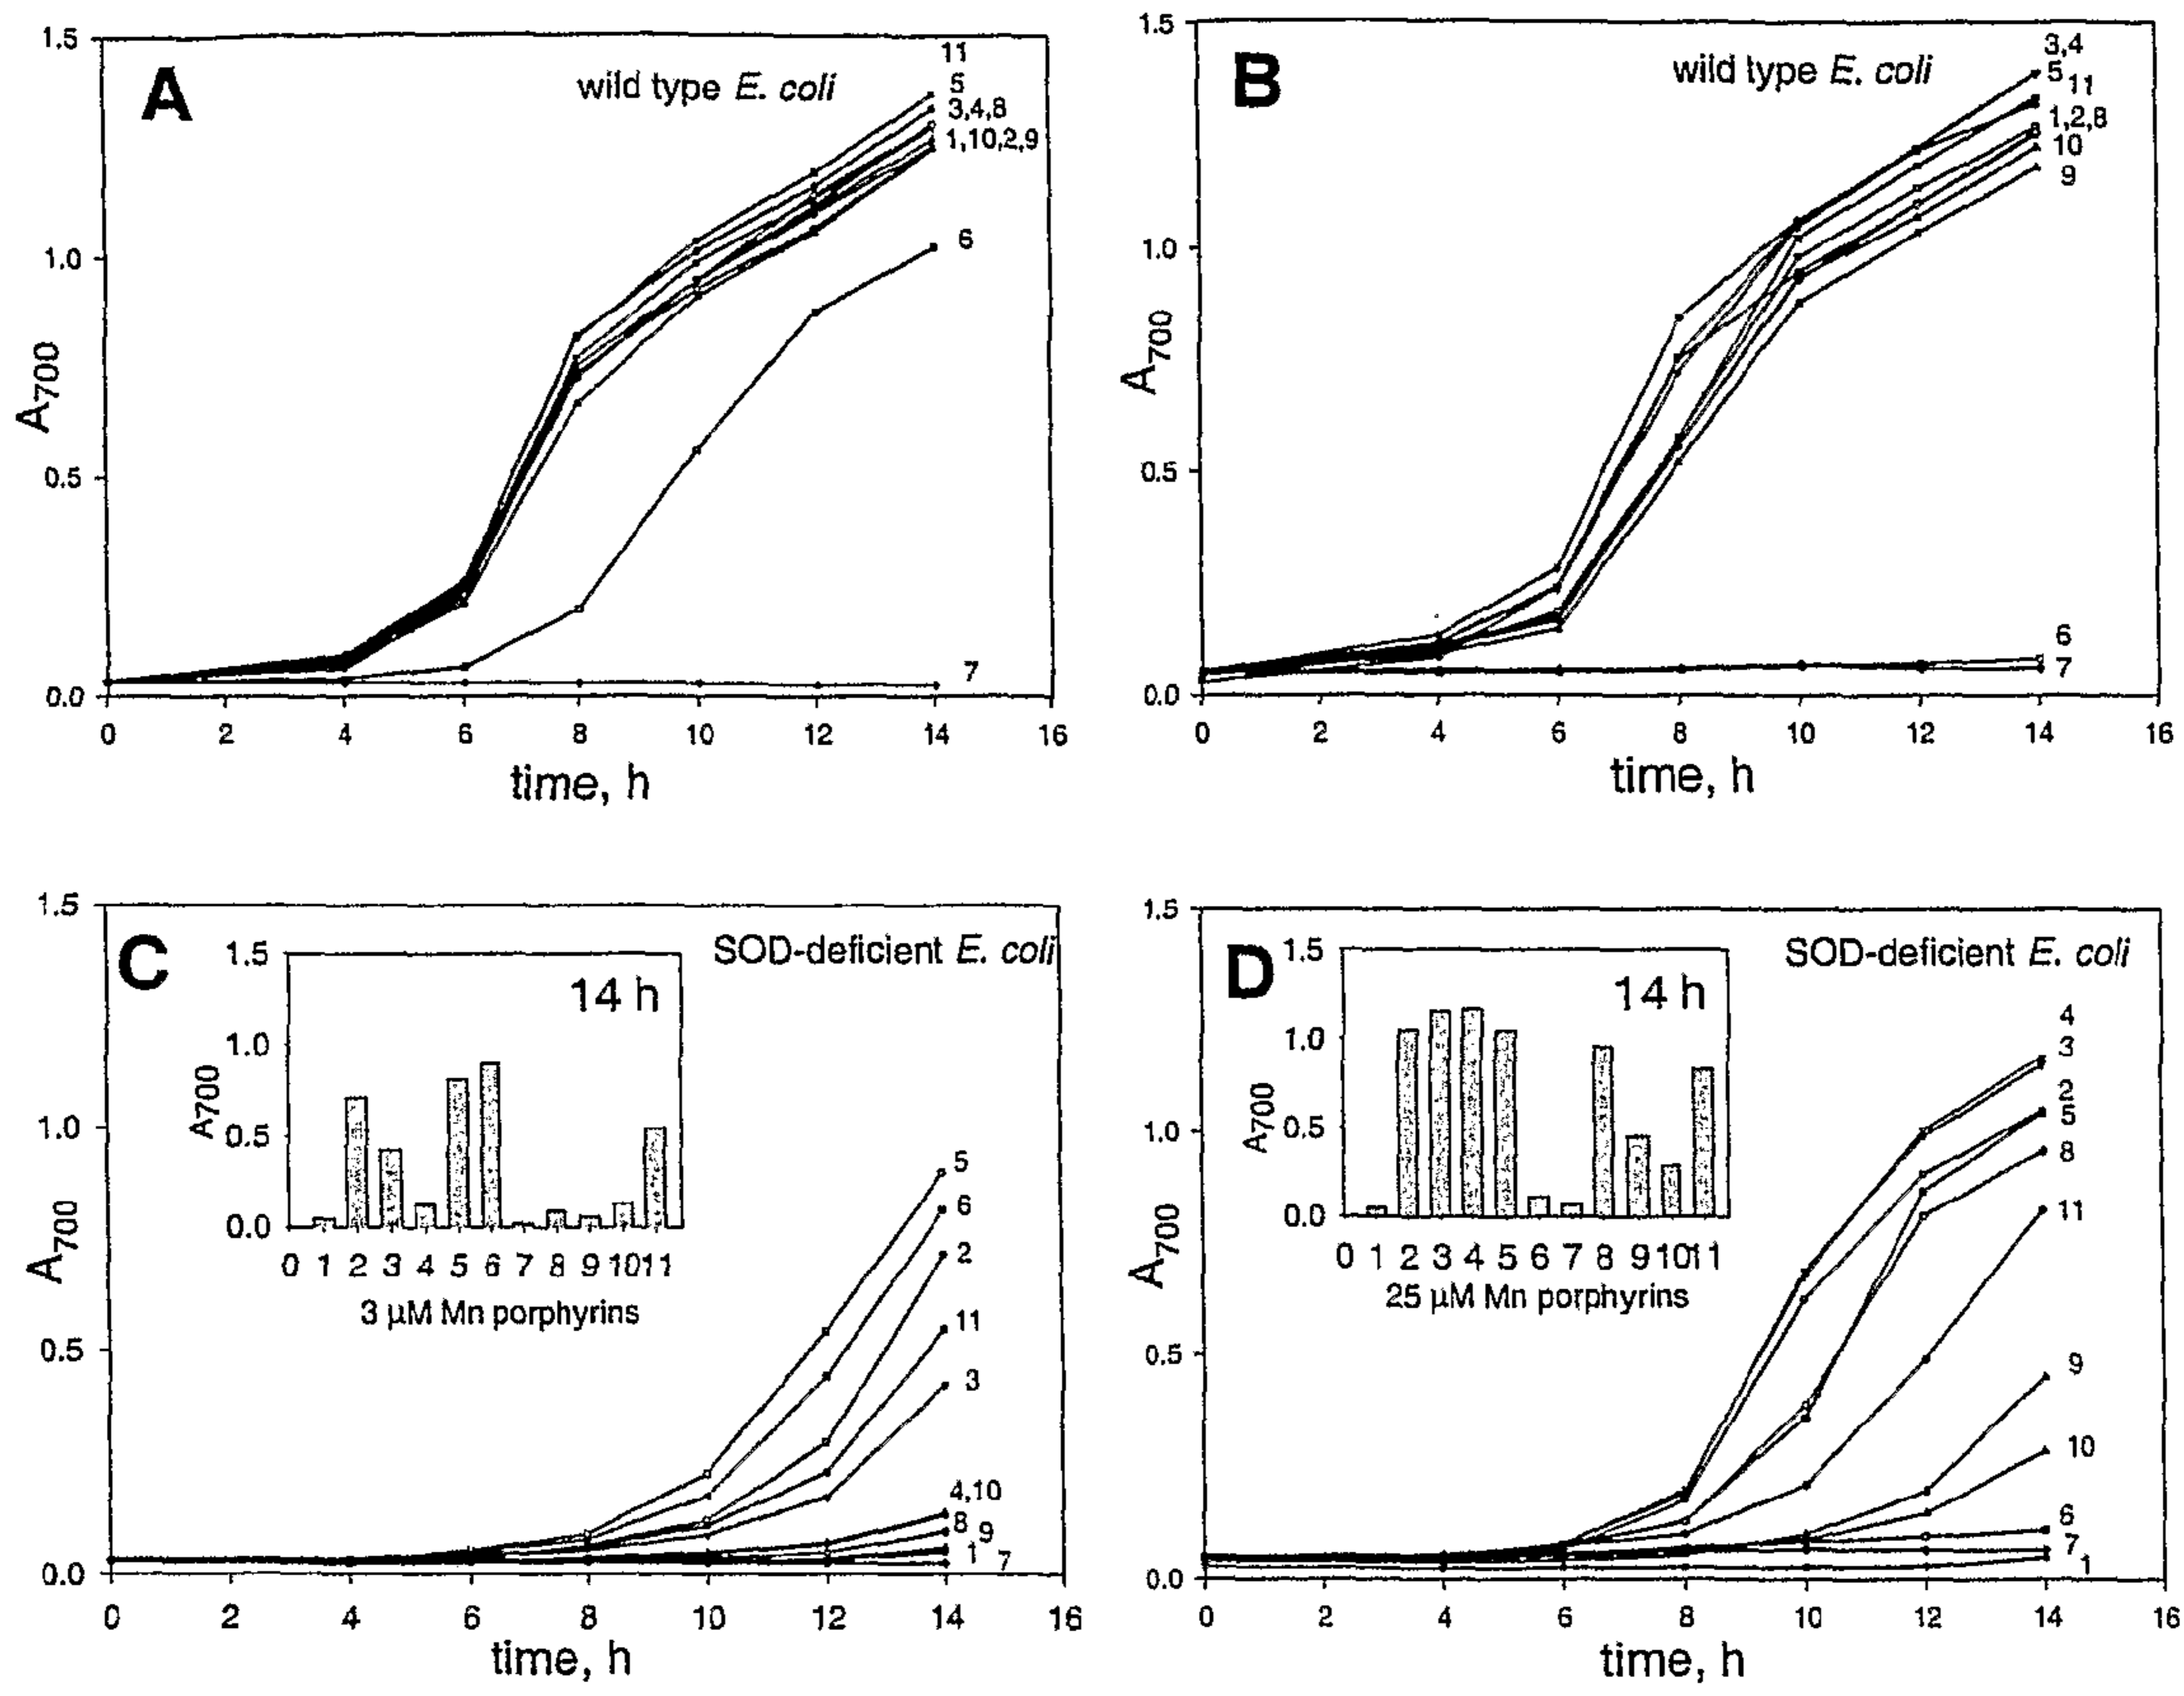 A
wild type E. coli
1.5
1.0
0.5
0.0
A700
11
5
3,4,8
1,10,2,9
6
7
0 2 4 6 8 10 12 14 16
time, h
B
wild type E. coli
1.5
1.0
0.5
0.0
A700
3,4
5 11
1,2,8
10
9
6
7
0 2 4 6 8 10 12 14 16
time, h
C
SOD-deficient E. coli
1.5
1.0
0.5
0.0
A700
14 h
1.5
1.0
0.5
0.0
A700
0 1 2 3 4 5 6 7 8 9 10 11
3 µM Mn porphyrins
5
6
2
11
3
4,10
8 9
1 7
0 2 4 6 8 10 12 14 16
time, h
D
SOD-deficient E. coli
1.5
1.0
0.5
0.0
A700
14 h
1.5
1.0
0.5
0.0
A700
0 1 2 3 4 5 6 7 8 9 10 11
25 µM Mn porphyrins
4
3
2
5
8
11
9
10
6
7
1
0 2 4 6 8 10 12 14 16
time, h